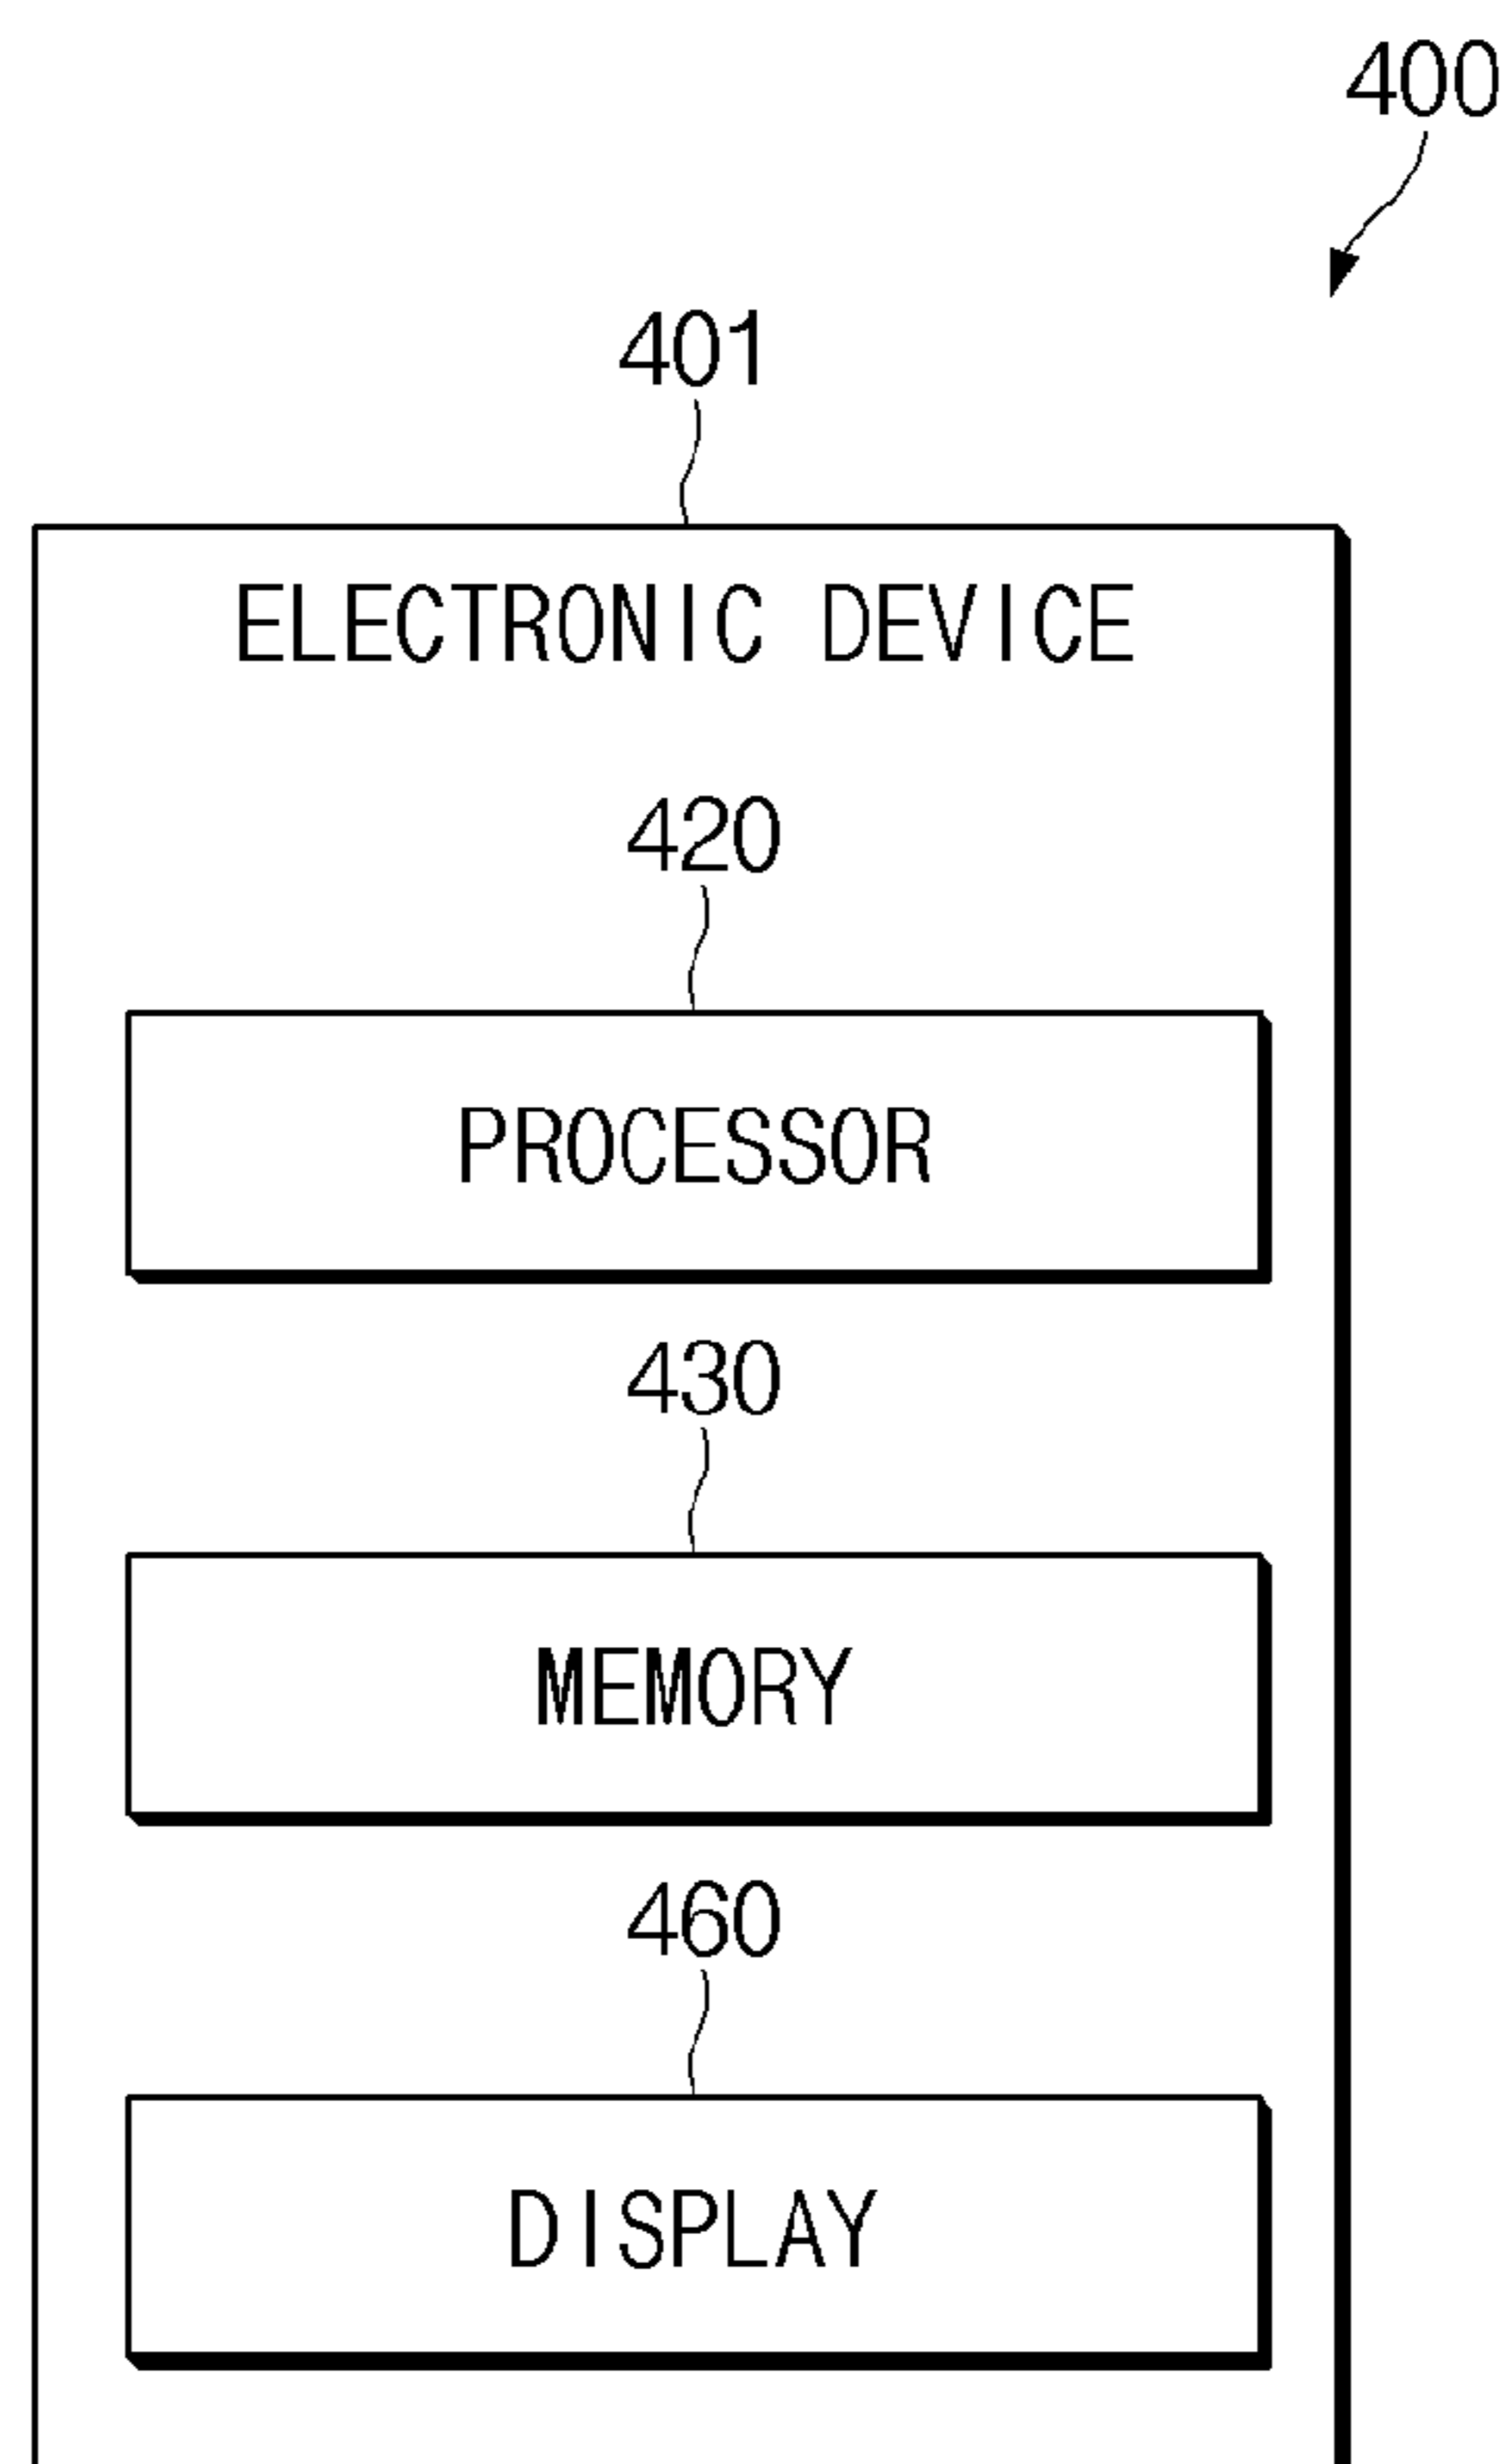 400
401
ELECTRONIC DEVICE
420
PROCESSOR
430
MEMORY
460
DISPLAY